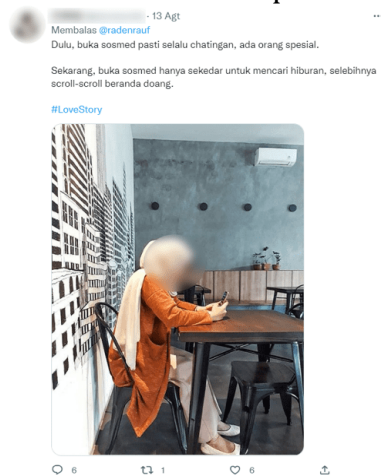 · 13 Agt
Membalas @radenrauf
Dulu, buka sosmed pasti selalu chatingan, ada orang spesial.
Sekarang, buka sosmed hanya sekedar untuk mencari hiburan, selebihnya
scroll-scroll beranda doang.
#LoveStory
6 1 6